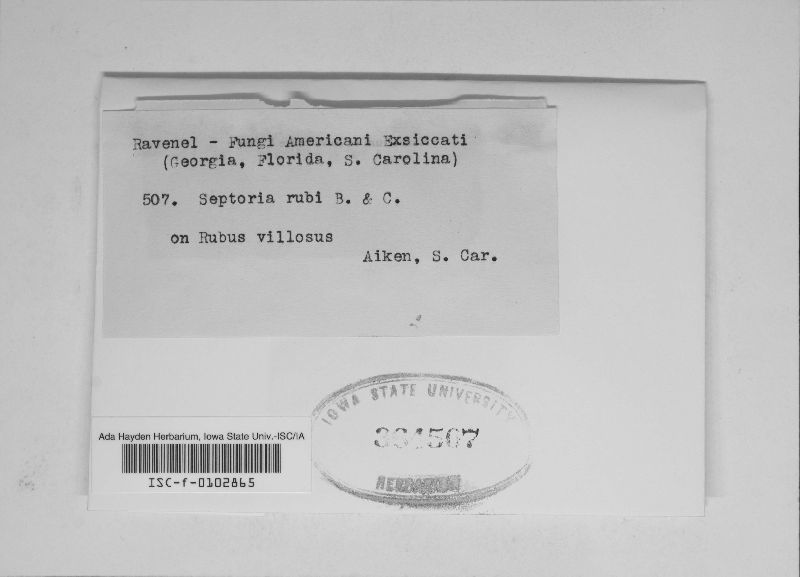 Ravenel - Fungi Americani Exsiccati
(Georgia, Florida, S. Carolina)
507. Septoria rubi B. & C.
on Rubus villosus
Aiken, S. Car.
IOWA STATE UNIVERSITY
HERBARIUM
Ada Hayden Herbarium, Iowa State Univ.-ISC/IA
ISC-f-0102865